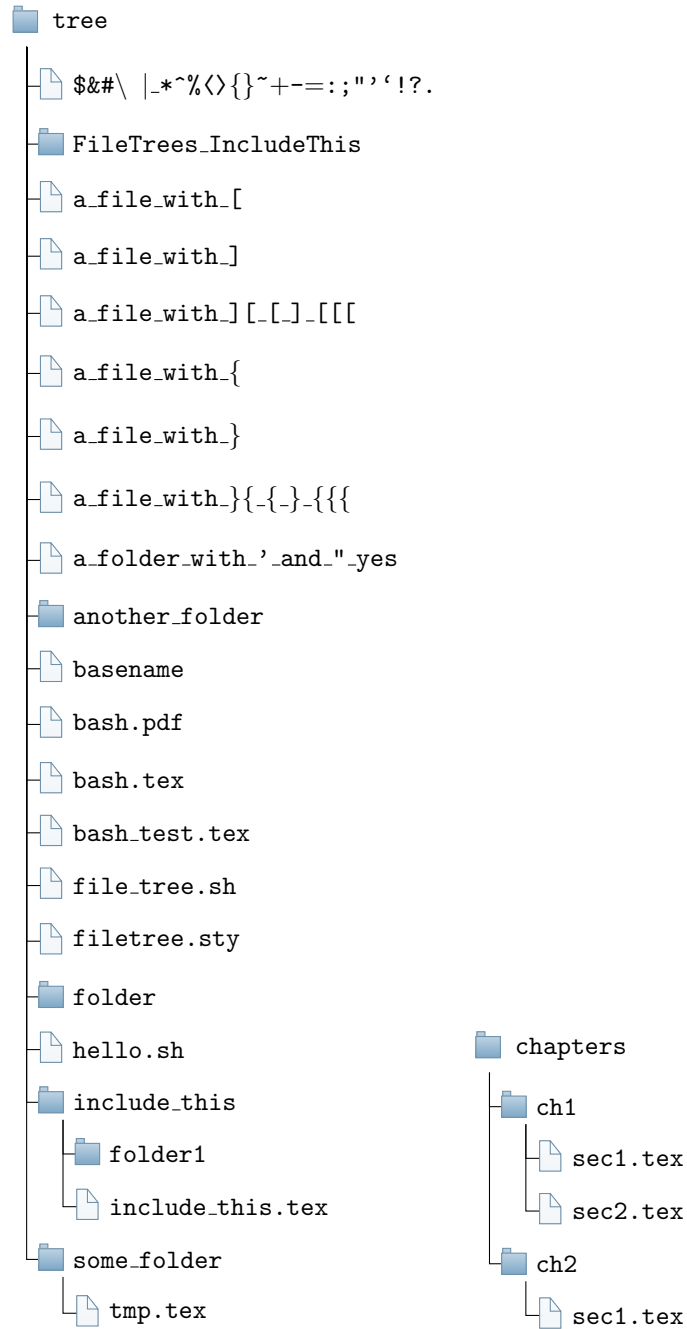 tree
$&#\ |_*^%⟨⟩{}~+-=:;"'‘!?.
FileTrees_IncludeThis
a_file_with_[
a_file_with_]
a_file_with_][_[_]_[[[
a_file_with_{
a_file_with_}
a_file_with_}{_{_}_{{{
a_folder_with_'_and_"_yes
another_folder
basename
bash.pdf
bash.tex
bash_test.tex
file_tree.sh
filetree.sty
folder
hello.sh
include_this
folder1
include_this.tex
some_folder
tmp.tex
chapters
ch1
sec1.tex
sec2.tex
ch2
sec1.tex